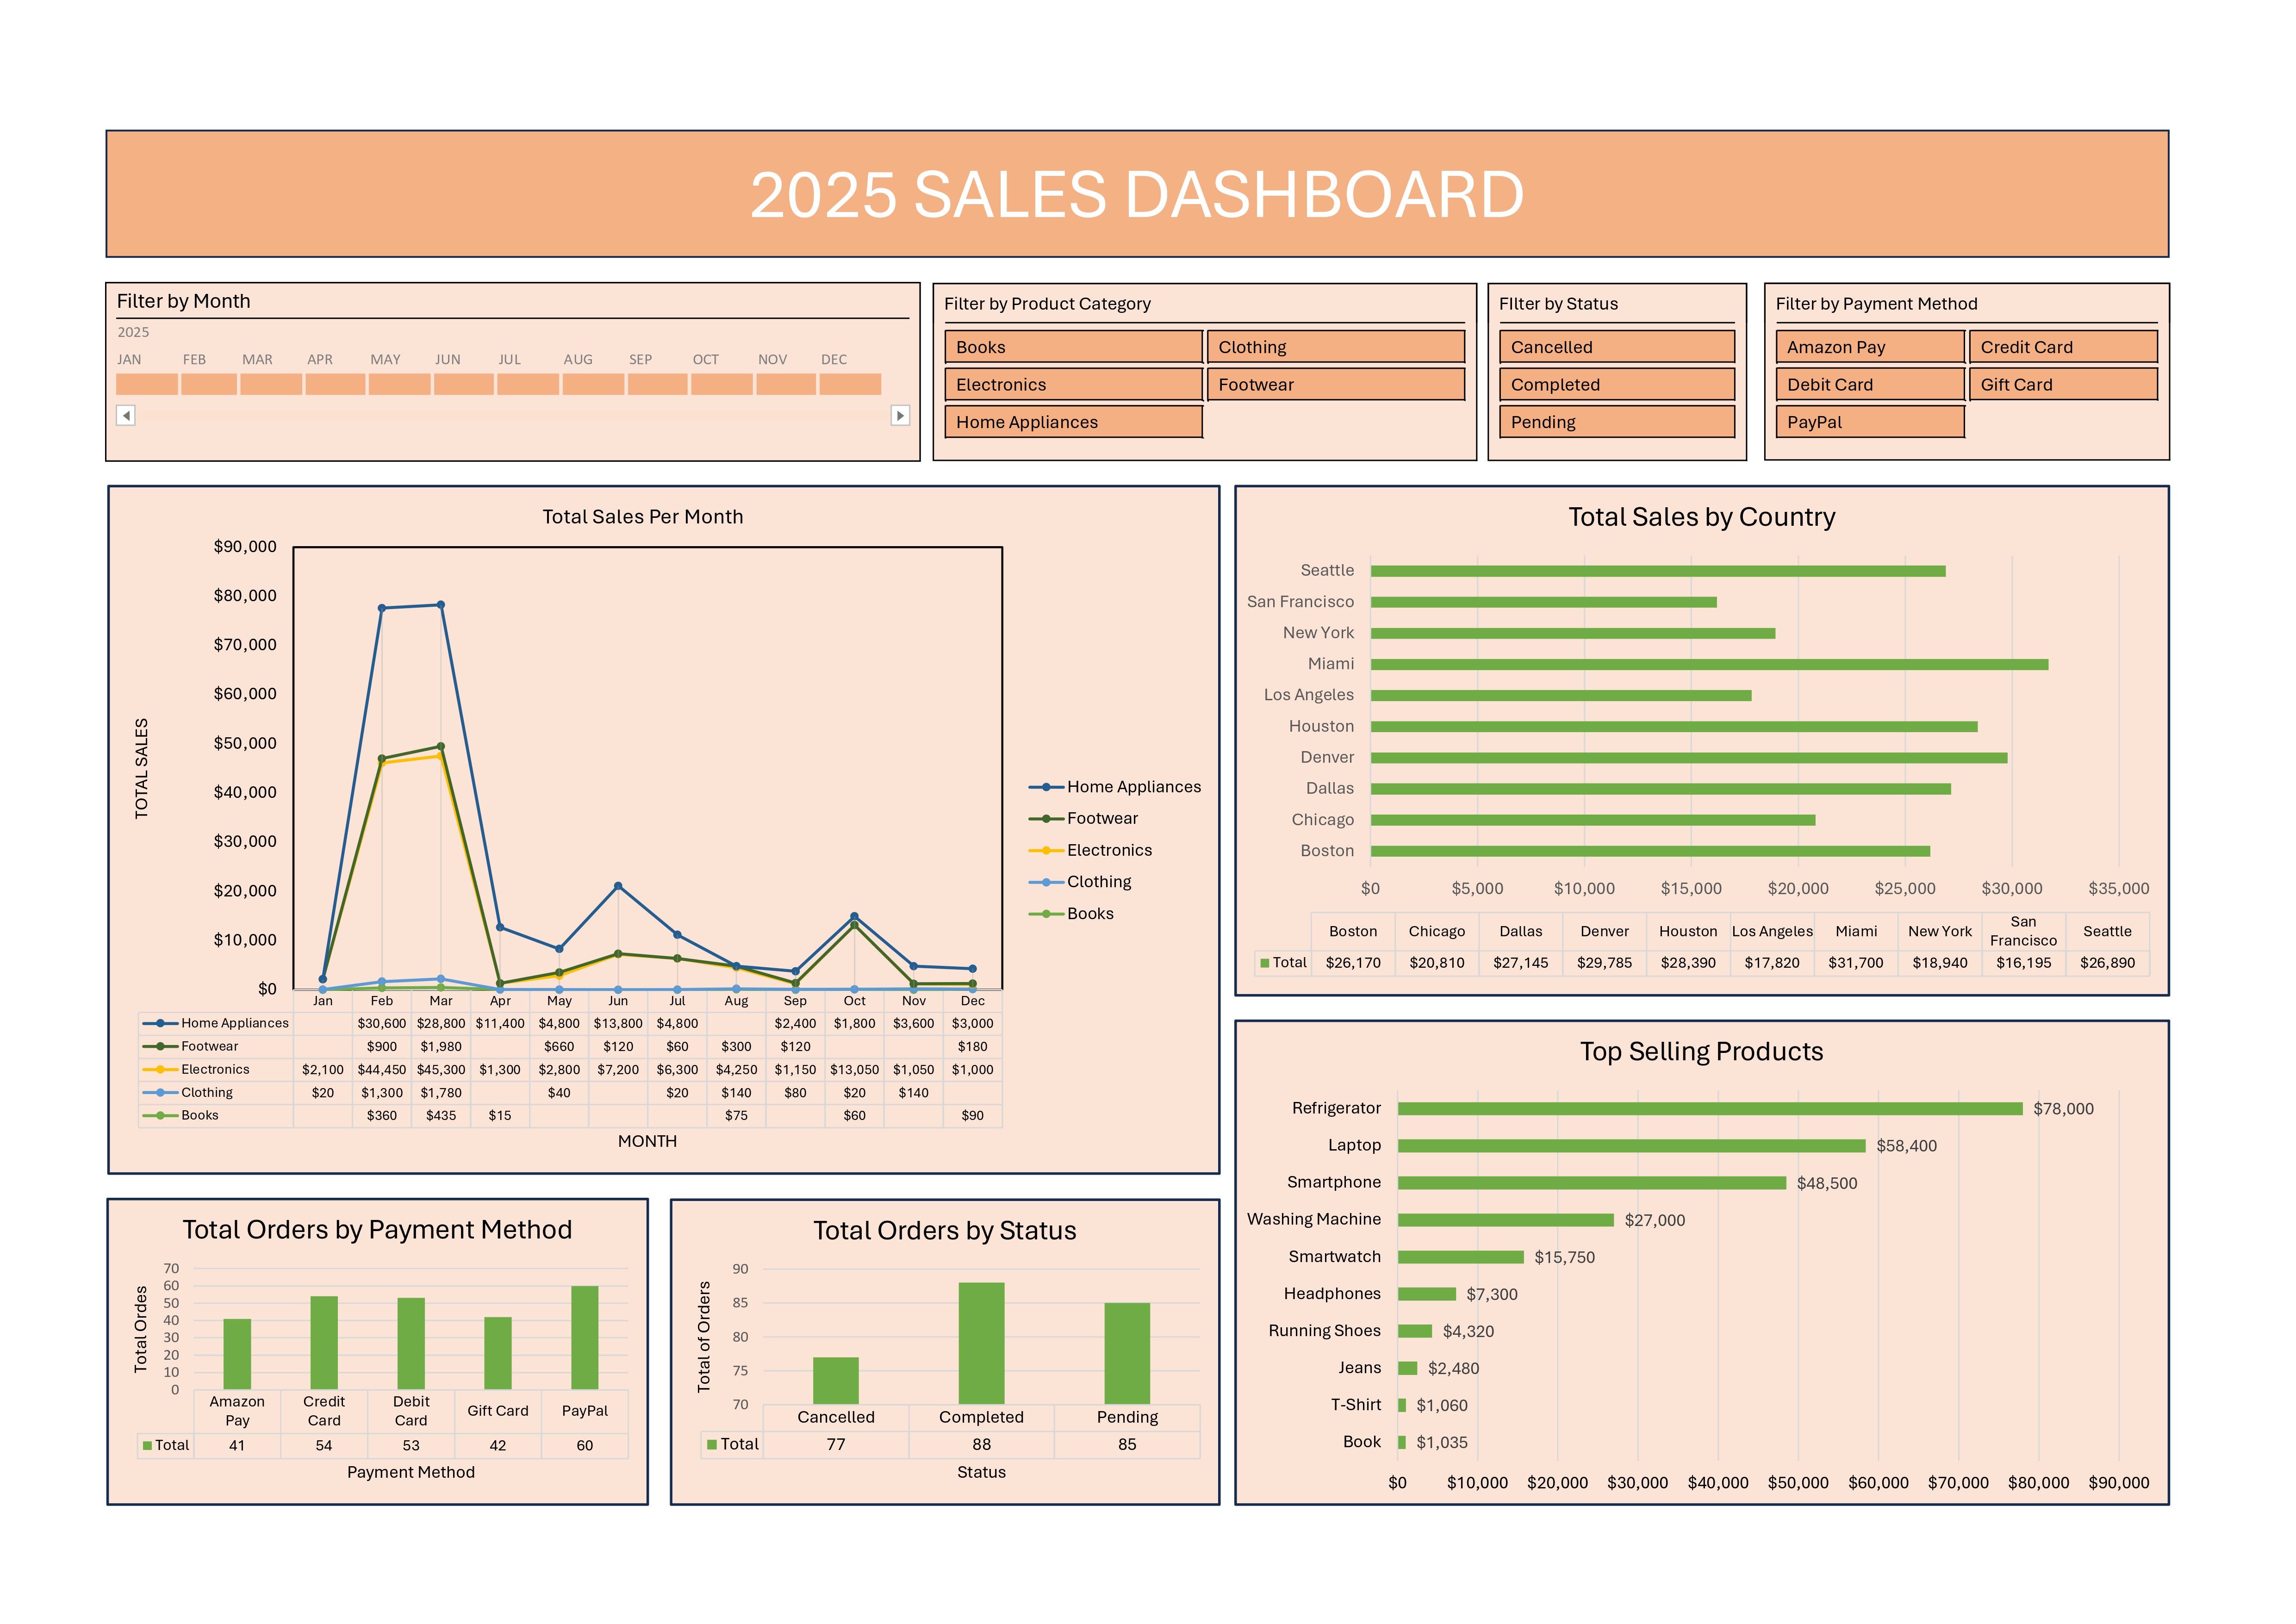 2025 SALES DASHBOARD
Filter by Month
2025
JAN FEB MAR APR MAY JUN JUL AUG SEP OCT NOV DEC
Filter by Product Category
Books Clothing
Electronics Footwear
Home Appliances
FIlter by Status
Cancelled
Completed
Pending
Filter by Payment Method
Amazon Pay Credit Card
Debit Card Gift Card
PayPal
Total Sales Per Month
TOTAL SALES
$90,000
$80,000
$70,000
$60,000
$50,000
$40,000
$30,000
$20,000
$10,000
$0
Jan Feb Mar Apr May Jun Jul Aug Sep Oct Nov Dec
Home Appliances $30,600 $28,800 $11,400 $4,800 $13,800 $4,800 $2,400 $1,800 $3,600 $3,000
Footwear $900 $1,980 $660 $120 $60 $300 $120 $180
Electronics $2,100 $44,450 $45,300 $1,300 $2,800 $7,200 $6,300 $4,250 $1,150 $13,050 $1,050 $1,000
Clothing $20 $1,300 $1,780 $40 $20 $140 $80 $20 $140
Books $360 $435 $15 $75 $60 $90
MONTH
Home Appliances
Footwear
Electronics
Clothing
Books
Total Sales by Country
Seattle
San Francisco
New York
Miami
Los Angeles
Houston
Denver
Dallas
Chicago
Boston
$0 $5,000 $10,000 $15,000 $20,000 $25,000 $30,000 $35,000
Boston Chicago Dallas Denver Houston Los Angeles Miami New York San Francisco Seattle
Total $26,170 $20,810 $27,145 $29,785 $28,390 $17,820 $31,700 $18,940 $16,195 $26,890
Top Selling Products
Refrigerator $78,000
Laptop $58,400
Smartphone $48,500
Washing Machine $27,000
Smartwatch $15,750
Headphones $7,300
Running Shoes $4,320
Jeans $2,480
T-Shirt $1,060
Book $1,035
$0 $10,000 $20,000 $30,000 $40,000 $50,000 $60,000 $70,000 $80,000 $90,000
Total Orders by Payment Method
Total Ordes
70
60
50
40
30
20
10
0
Amazon Pay Credit Card Debit Card Gift Card PayPal
Total 41 54 53 42 60
Payment Method
Total Orders by Status
Total of Orders
90
85
80
75
70
Cancelled Completed Pending
Total 77 88 85
Status